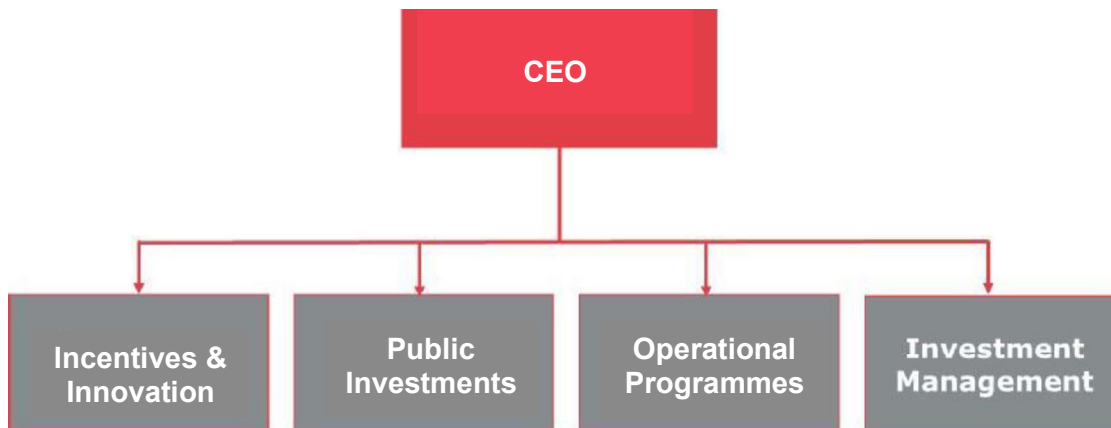 CEO
Incentives &
Innovation
Public
Investments
Operational
Programmes
Investment
Management